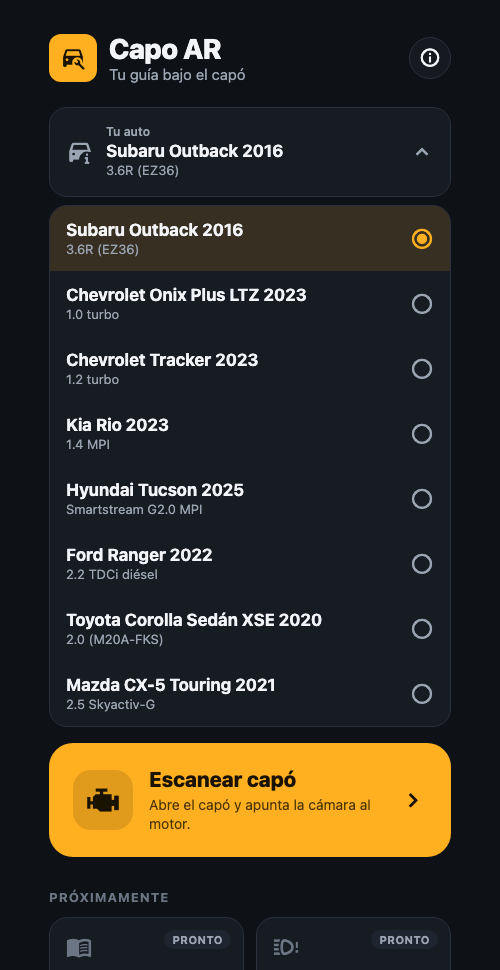 Capo AR
Tu guía bajo el capó
Tu auto
Subaru Outback 2016
3.6R (EZ36)
Subaru Outback 2016
3.6R (EZ36)
Chevrolet Onix Plus LTZ 2023
1.0 turbo
Chevrolet Tracker 2023
1.2 turbo
Kia Rio 2023
1.4 MPI
Hyundai Tucson 2025
Smartstream G2.0 MPI
Ford Ranger 2022
2.2 TDCi diésel
Toyota Corolla Sedán XSE 2020
2.0 (M20A-FKS)
Mazda CX-5 Touring 2021
2.5 Skyactiv-G
Escanear capó
Abre el capó y apunta la cámara al
motor.
PRÓXIMAMENTE
PRONTO
PRONTO